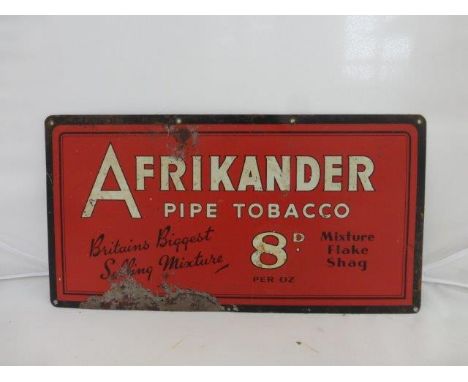 AFRIKANDER
PIPE TOBACCO
Britains Biggest
Selling Mixture
8D.
PER OZ
Mixture
Flake
Shag